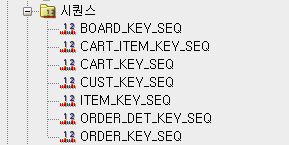 시퀀스
BOARD_KEY_SEQ
CART_ITEM_KEY_SEQ
CART_KEY_SEQ
CUST_KEY_SEQ
ITEM_KEY_SEQ
ORDER_DET_KEY_SEQ
ORDER_KEY_SEQ